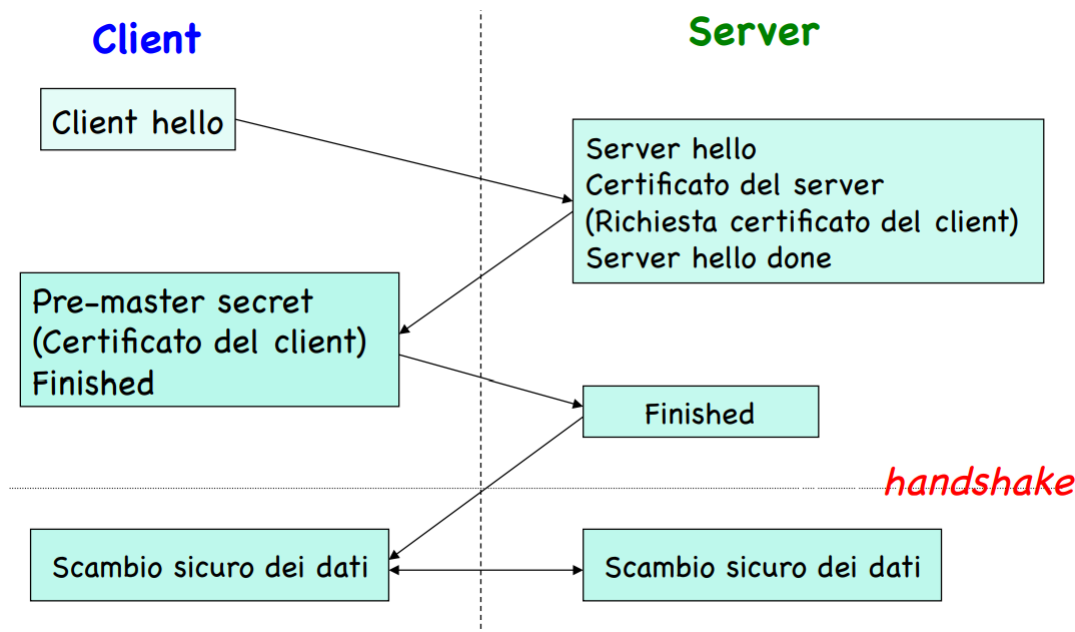 Client
Server
Client hello
Server hello
Certificato del server
(Richiesta certificato del client)
Server hello done
Pre-master secret
(Certificato del client)
Finished
Finished
handshake
Scambio sicuro dei dati
Scambio sicuro dei dati